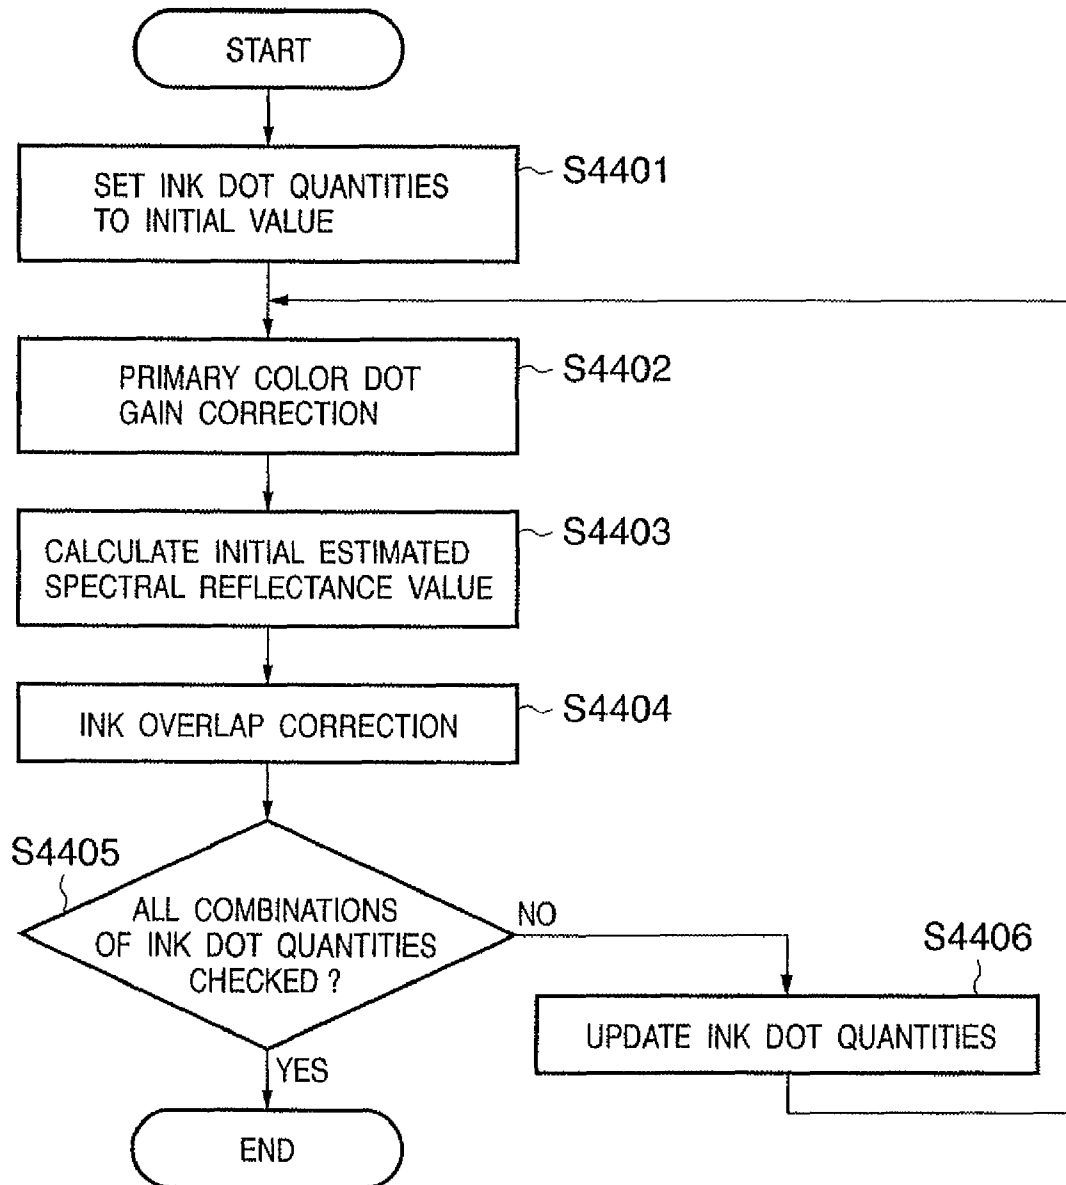 START
SET INK DOT QUANTITIES
TO INITIAL VALUE
S4401
PRIMARY COLOR DOT
GAIN CORRECTION
S4402
CALCULATE INITIAL ESTIMATED
SPECTRAL REFLECTANCE VALUE
S4403
INK OVERLAP CORRECTION
S4404
S4405
ALL COMBINATIONS
OF INK DOT QUANTITIES
CHECKED ?
NO
S4406
UPDATE INK DOT QUANTITIES
YES
END